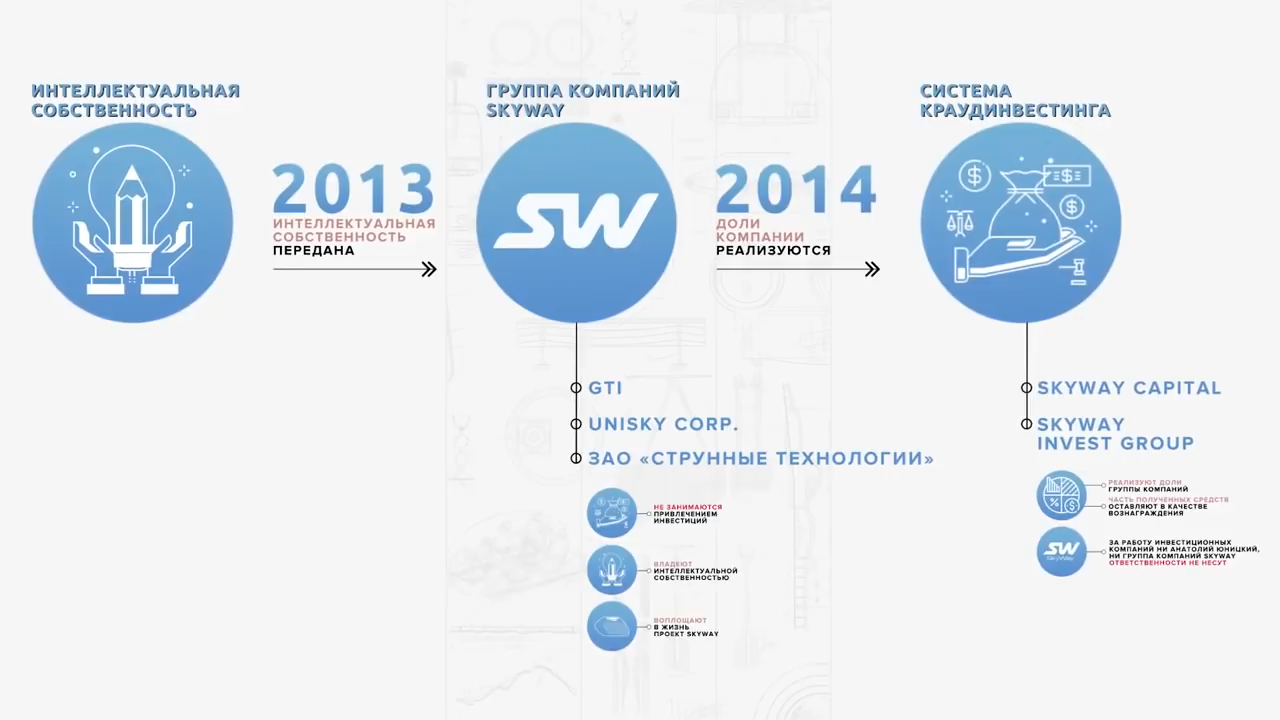 ИНТЕЛЛЕКТУАЛЬНАЯ
СОБСТВЕННОСТЬ
2013
ИНТЕЛЛЕКТУАЛЬНАЯ
СОБСТВЕННОСТЬ
ПЕРЕДАНА
ГРУППА КОМПАНИЙ
SKYWAY
SW
2014
ДОЛИ
КОМПАНИИ
РЕАЛИЗУЮТСЯ
СИСТЕМА
КРАУДИНВЕСТИНГА
GTI
UNISKY CORP.
ЗАО «СТРУННЫЕ ТЕХНОЛОГИИ»
НЕ ЗАНИМАЮТСЯ
ПРИВЛЕЧЕНИЕМ
ИНВЕСТИЦИЙ
ВЛАДЕЮТ
ИНТЕЛЛЕКТУАЛЬНОЙ
СОБСТВЕННОСТЬЮ
ВОПЛОЩАЮТ
В ЖИЗНЬ
ПРОЕКТ SKYWAY
SKYWAY CAPITAL
SKYWAY
INVEST GROUP
РЕАЛИЗУЮТ ДОЛИ
ГРУППЫ КОМПАНИЙ
ЧАСТЬ ПОЛУЧЕННЫХ СРЕДСТВ
ОСТАВЛЯЮТ В КАЧЕСТВЕ
ВОЗНАГРАЖДЕНИЯ
SW
SkyWay
ЗА РАБОТУ ИНВЕСТИЦИОННЫХ
КОМПАНИЙ НИ АНАТОЛИЙ ЮНИЦКИЙ,
НИ ГРУППА КОМПАНИЙ SKYWAY
ОТВЕТСТВЕННОСТИ НЕ НЕСУТ